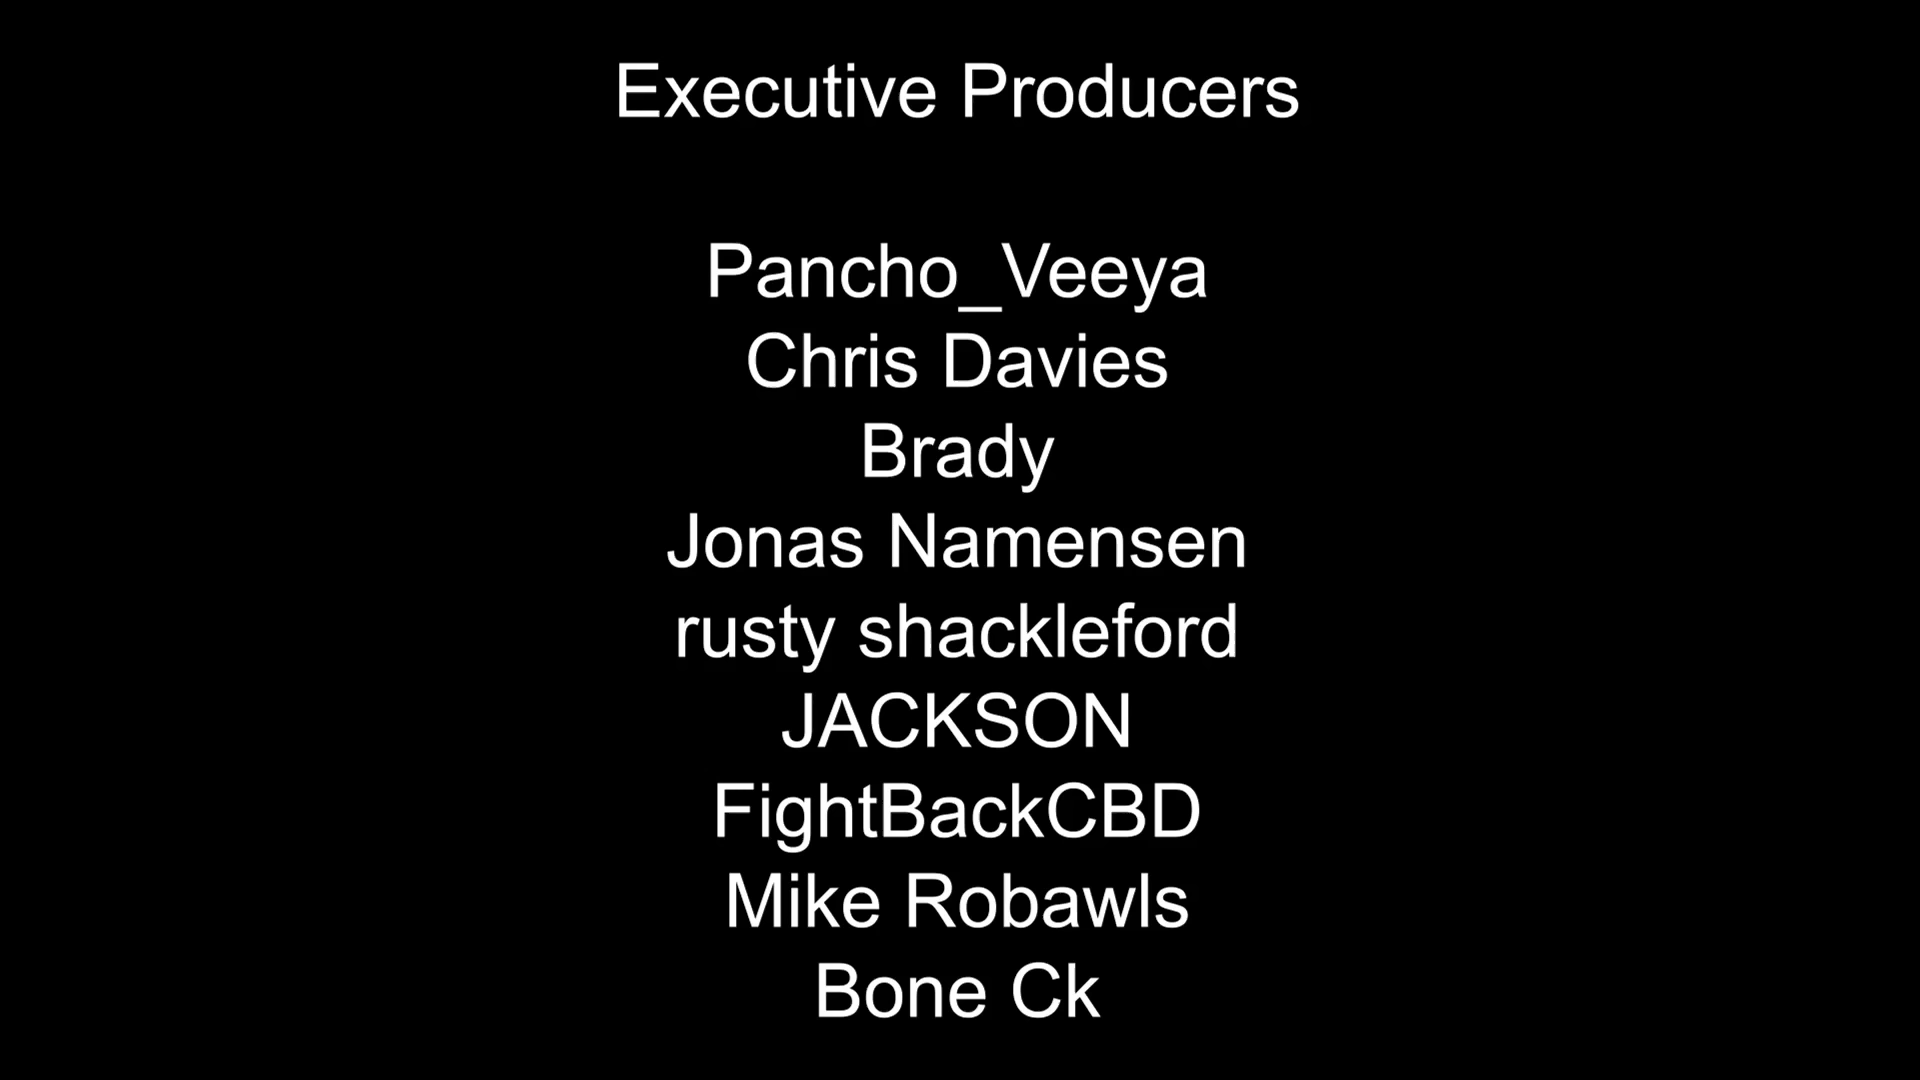 Executive Producers
Pancho_Veeya
Chris Davies
Brady
Jonas Namensen
rusty shackleford
JACKSON
FightBackCBD
Mike Robawls
Bone Ck